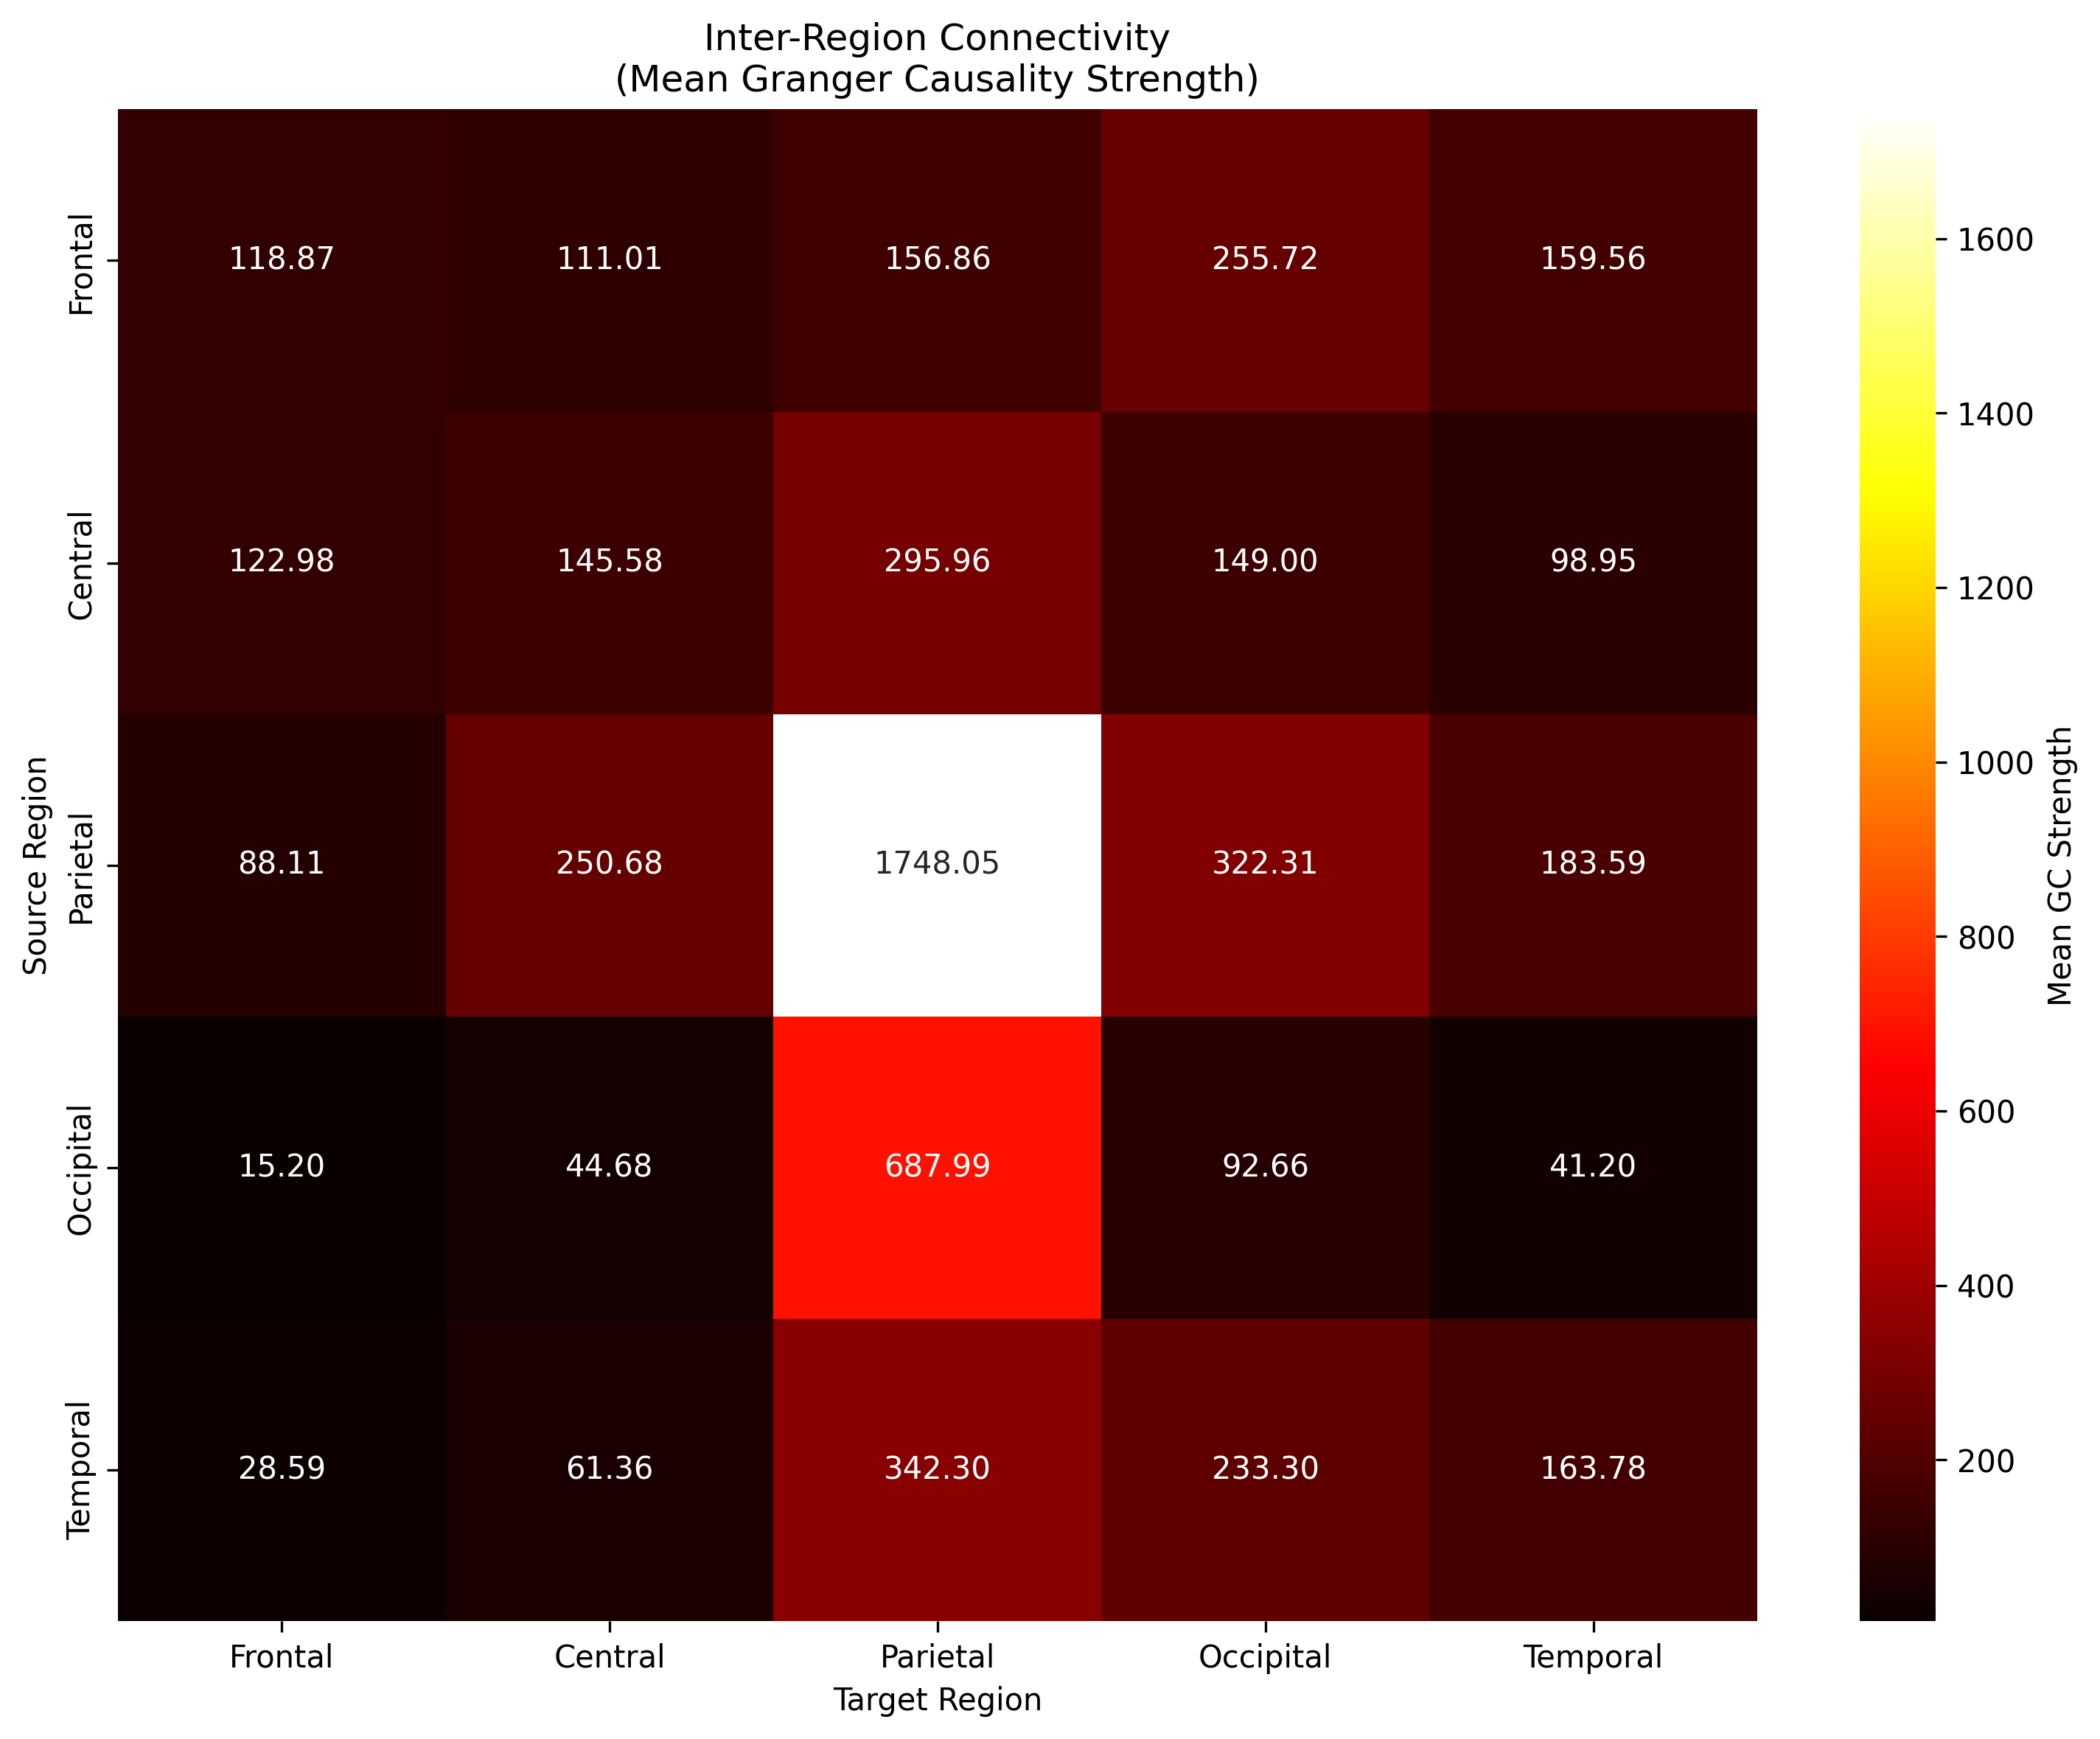 Inter-Region Connectivity
(Mean Granger Causality Strength)
Source Region
Frontal 118.87 111.01 156.86 255.72 159.56
Central 122.98 145.58 295.96 149.00 98.95
Parietal 88.11 250.68 1748.05 322.31 183.59
Occipital 15.20 44.68 687.99 92.66 41.20
Temporal 28.59 61.36 342.30 233.30 163.78
Frontal Central Parietal Occipital Temporal
Target Region
1600
1400
1200
1000
800
600
400
200
Mean GC Strength